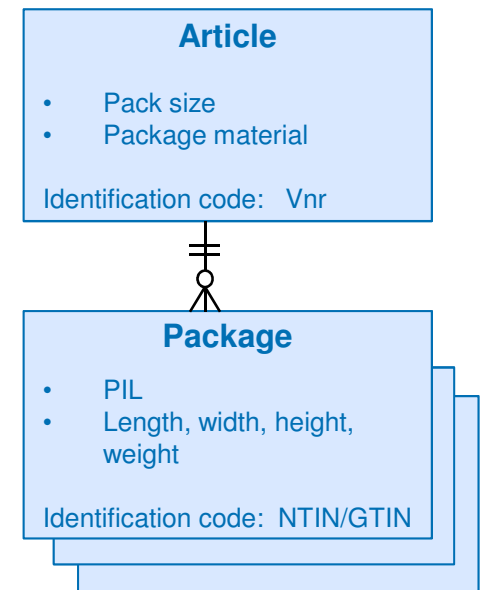 Article
• Pack size
• Package material
Identification code: Vnr
Package
• PIL
• Length, width, height,
weight
Identification code: NTIN/GTIN